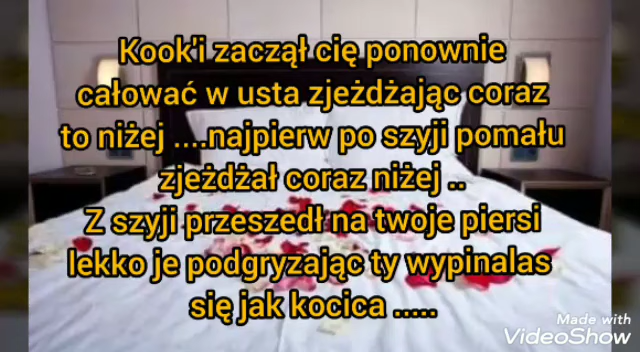 Kook'i zaczął cię ponownie
całować w usta zjeżdżając coraz
to niżej ....najpierw po szyji pomału
zjeżdżał coraz niżej ..
Z szyji przeszedł na twoje piersi
lekko je podgryzając ty wypinalas
się jak kocica .....
Made with
VideoShow